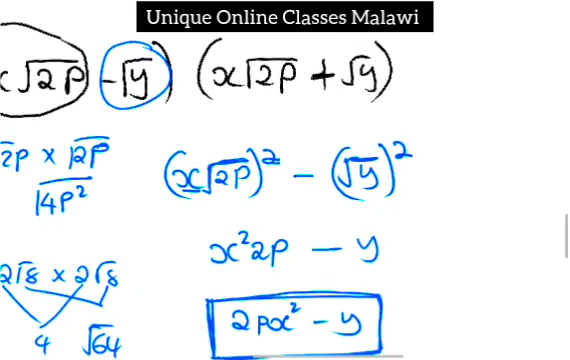 Unique Online Classes Malawi
x√2p) -√y) (x√2p + √y)
2p × √2p
√4p²
(x√2p)² - (√y)²
x²2p - y
2√8 × 2√8
4 √64
2px² - y